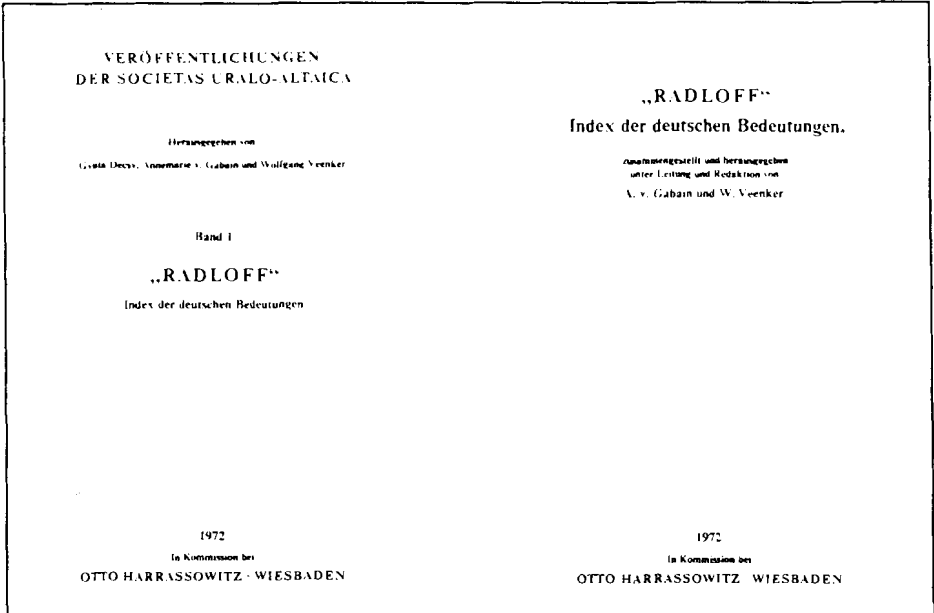 VERÖFFENTLICHUNGEN
DER SOCIETAS URALO-ALTAICA
Herausgegeben von
Gyula Décsy, Annemarie v. Gabain und Wolfgang Veenker
Band 1
„RADLOFF“
Index der deutschen Bedeutungen
1972
In Kommission bei
OTTO HARRASSOWITZ · WIESBADEN
„RADLOFF“
Index der deutschen Bedeutungen.
zusammengestellt und herausgegeben
unter Leitung und Redaktion von
A. v. Gabain und W. Veenker
1972
In Kommission bei
OTTO HARRASSOWITZ WIESBADEN